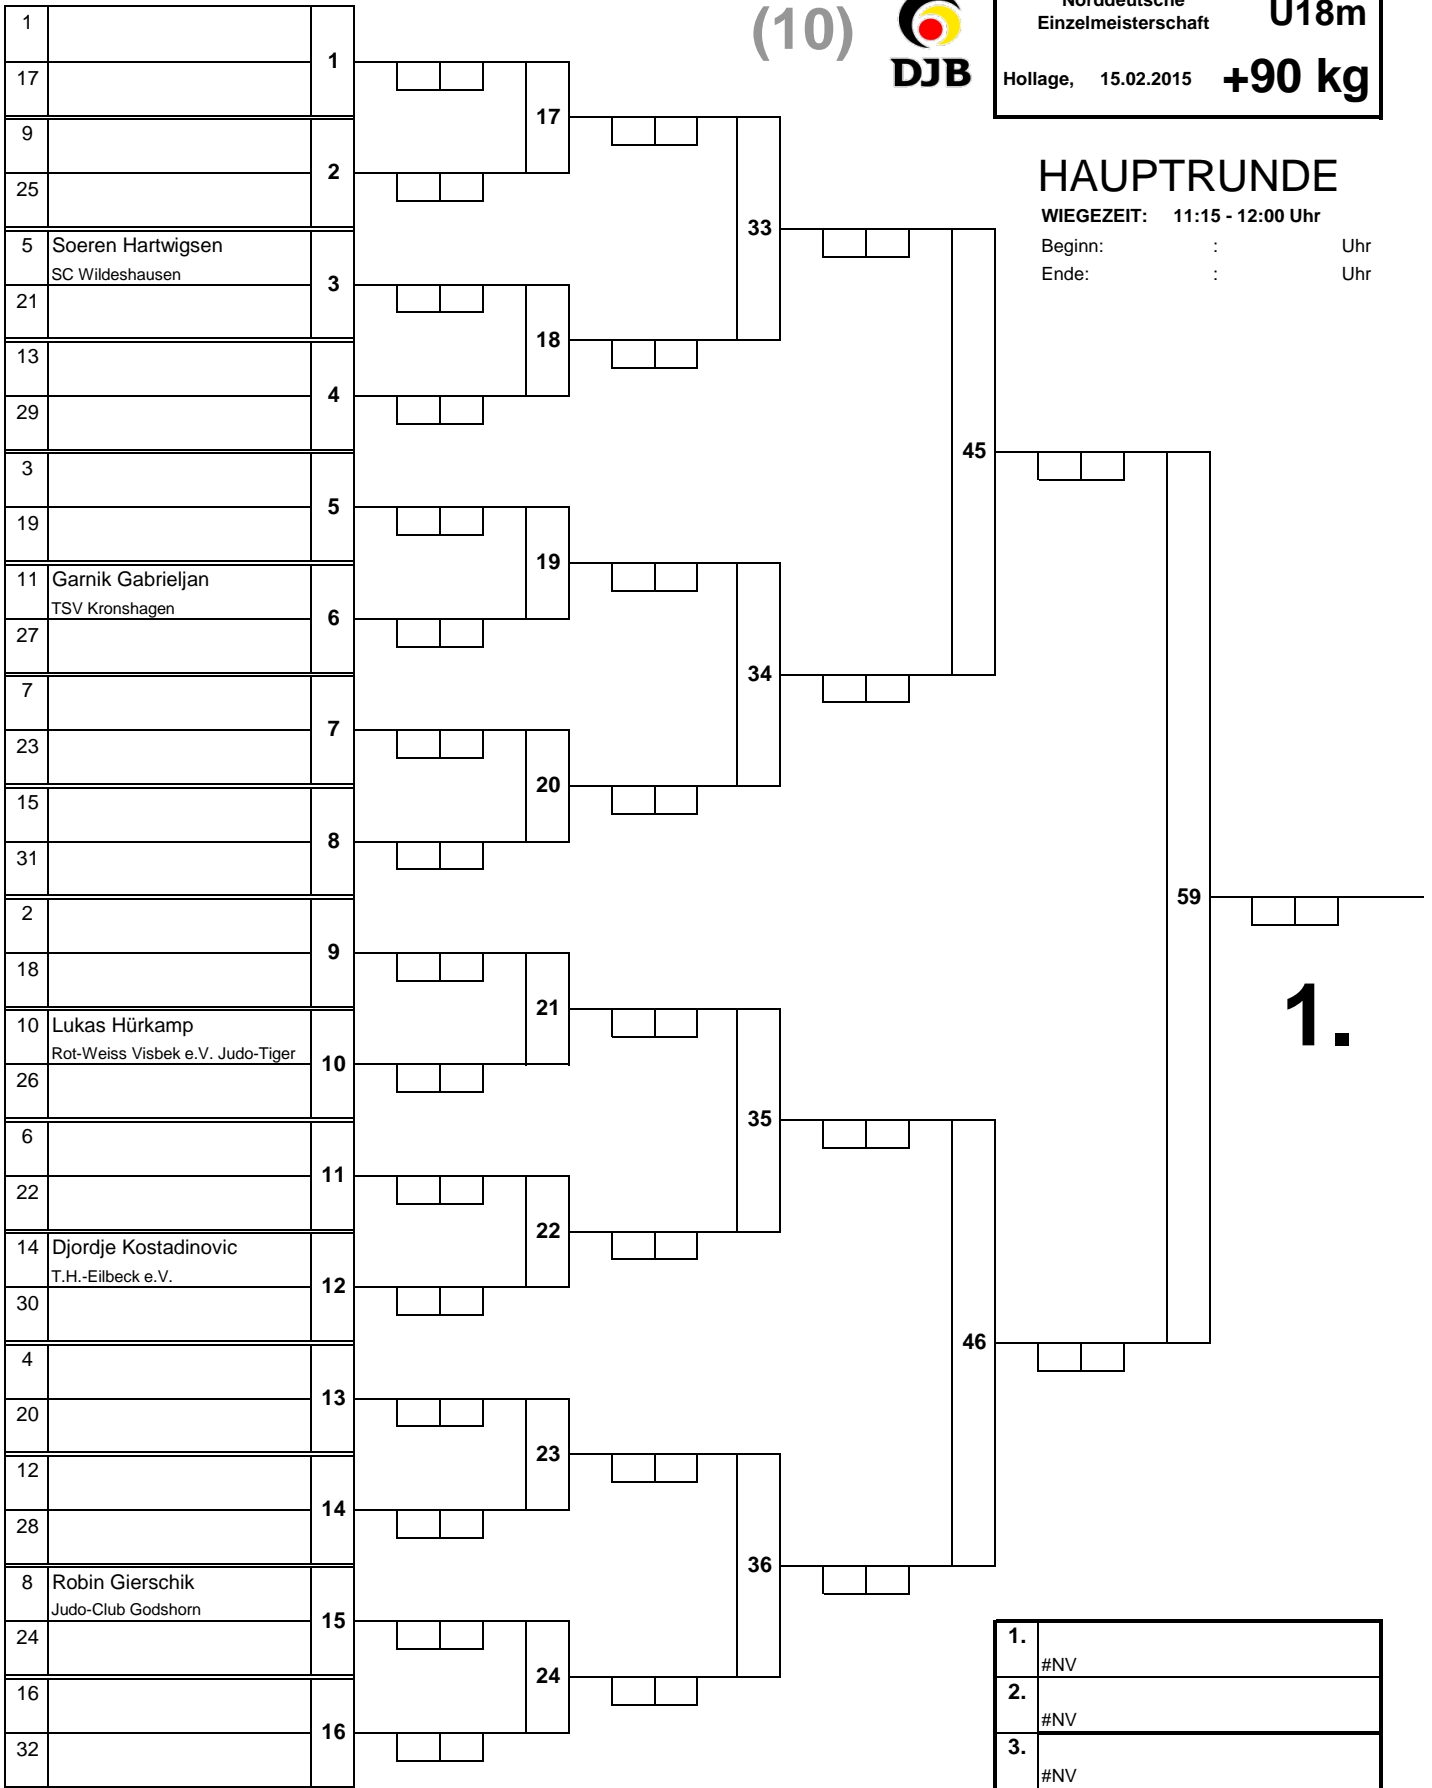 (10)
DJB
Norddeutsche
Einzelmeisterschaft
U18m
Hollage, 15.02.2015 +90 kg
HAUPTRUNDE
WIEGEZEIT: 11:15 - 12:00 Uhr
Beginn: : Uhr
Ende: : Uhr
1
1
17
17
9
2
25
33
5 Soeren Hartwigsen
SC Wildeshausen
3
21
18
13
4
29
45
3
5
19
19
11 Garnik Gabrieljan
TSV Kronshagen
6
27
34
7
7
23
20
15
8
31
59
2
9
18
21
1.
10 Lukas Hürkamp
Rot-Weiss Visbek e.V. Judo-Tiger
10
26
35
6
11
22
22
14 Djordje Kostadinovic
T.H.-Eilbeck e.V.
12
30
46
4
13
20
23
12
14
28
36
8 Robin Gierschik
Judo-Club Godshorn
15
24
24
16
16
32
1.
#NV
2.
#NV
3.
#NV